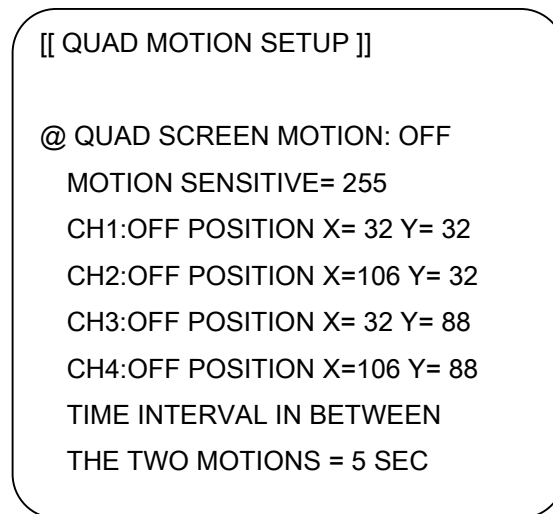 [[ QUAD MOTION SETUP ]]
@ QUAD SCREEN MOTION: OFF
MOTION SENSITIVE= 255
CH1:OFF POSITION X= 32 Y= 32
CH2:OFF POSITION X=106 Y= 32
CH3:OFF POSITION X= 32 Y= 88
CH4:OFF POSITION X=106 Y= 88
TIME INTERVAL IN BETWEEN
THE TWO MOTIONS = 5 SEC